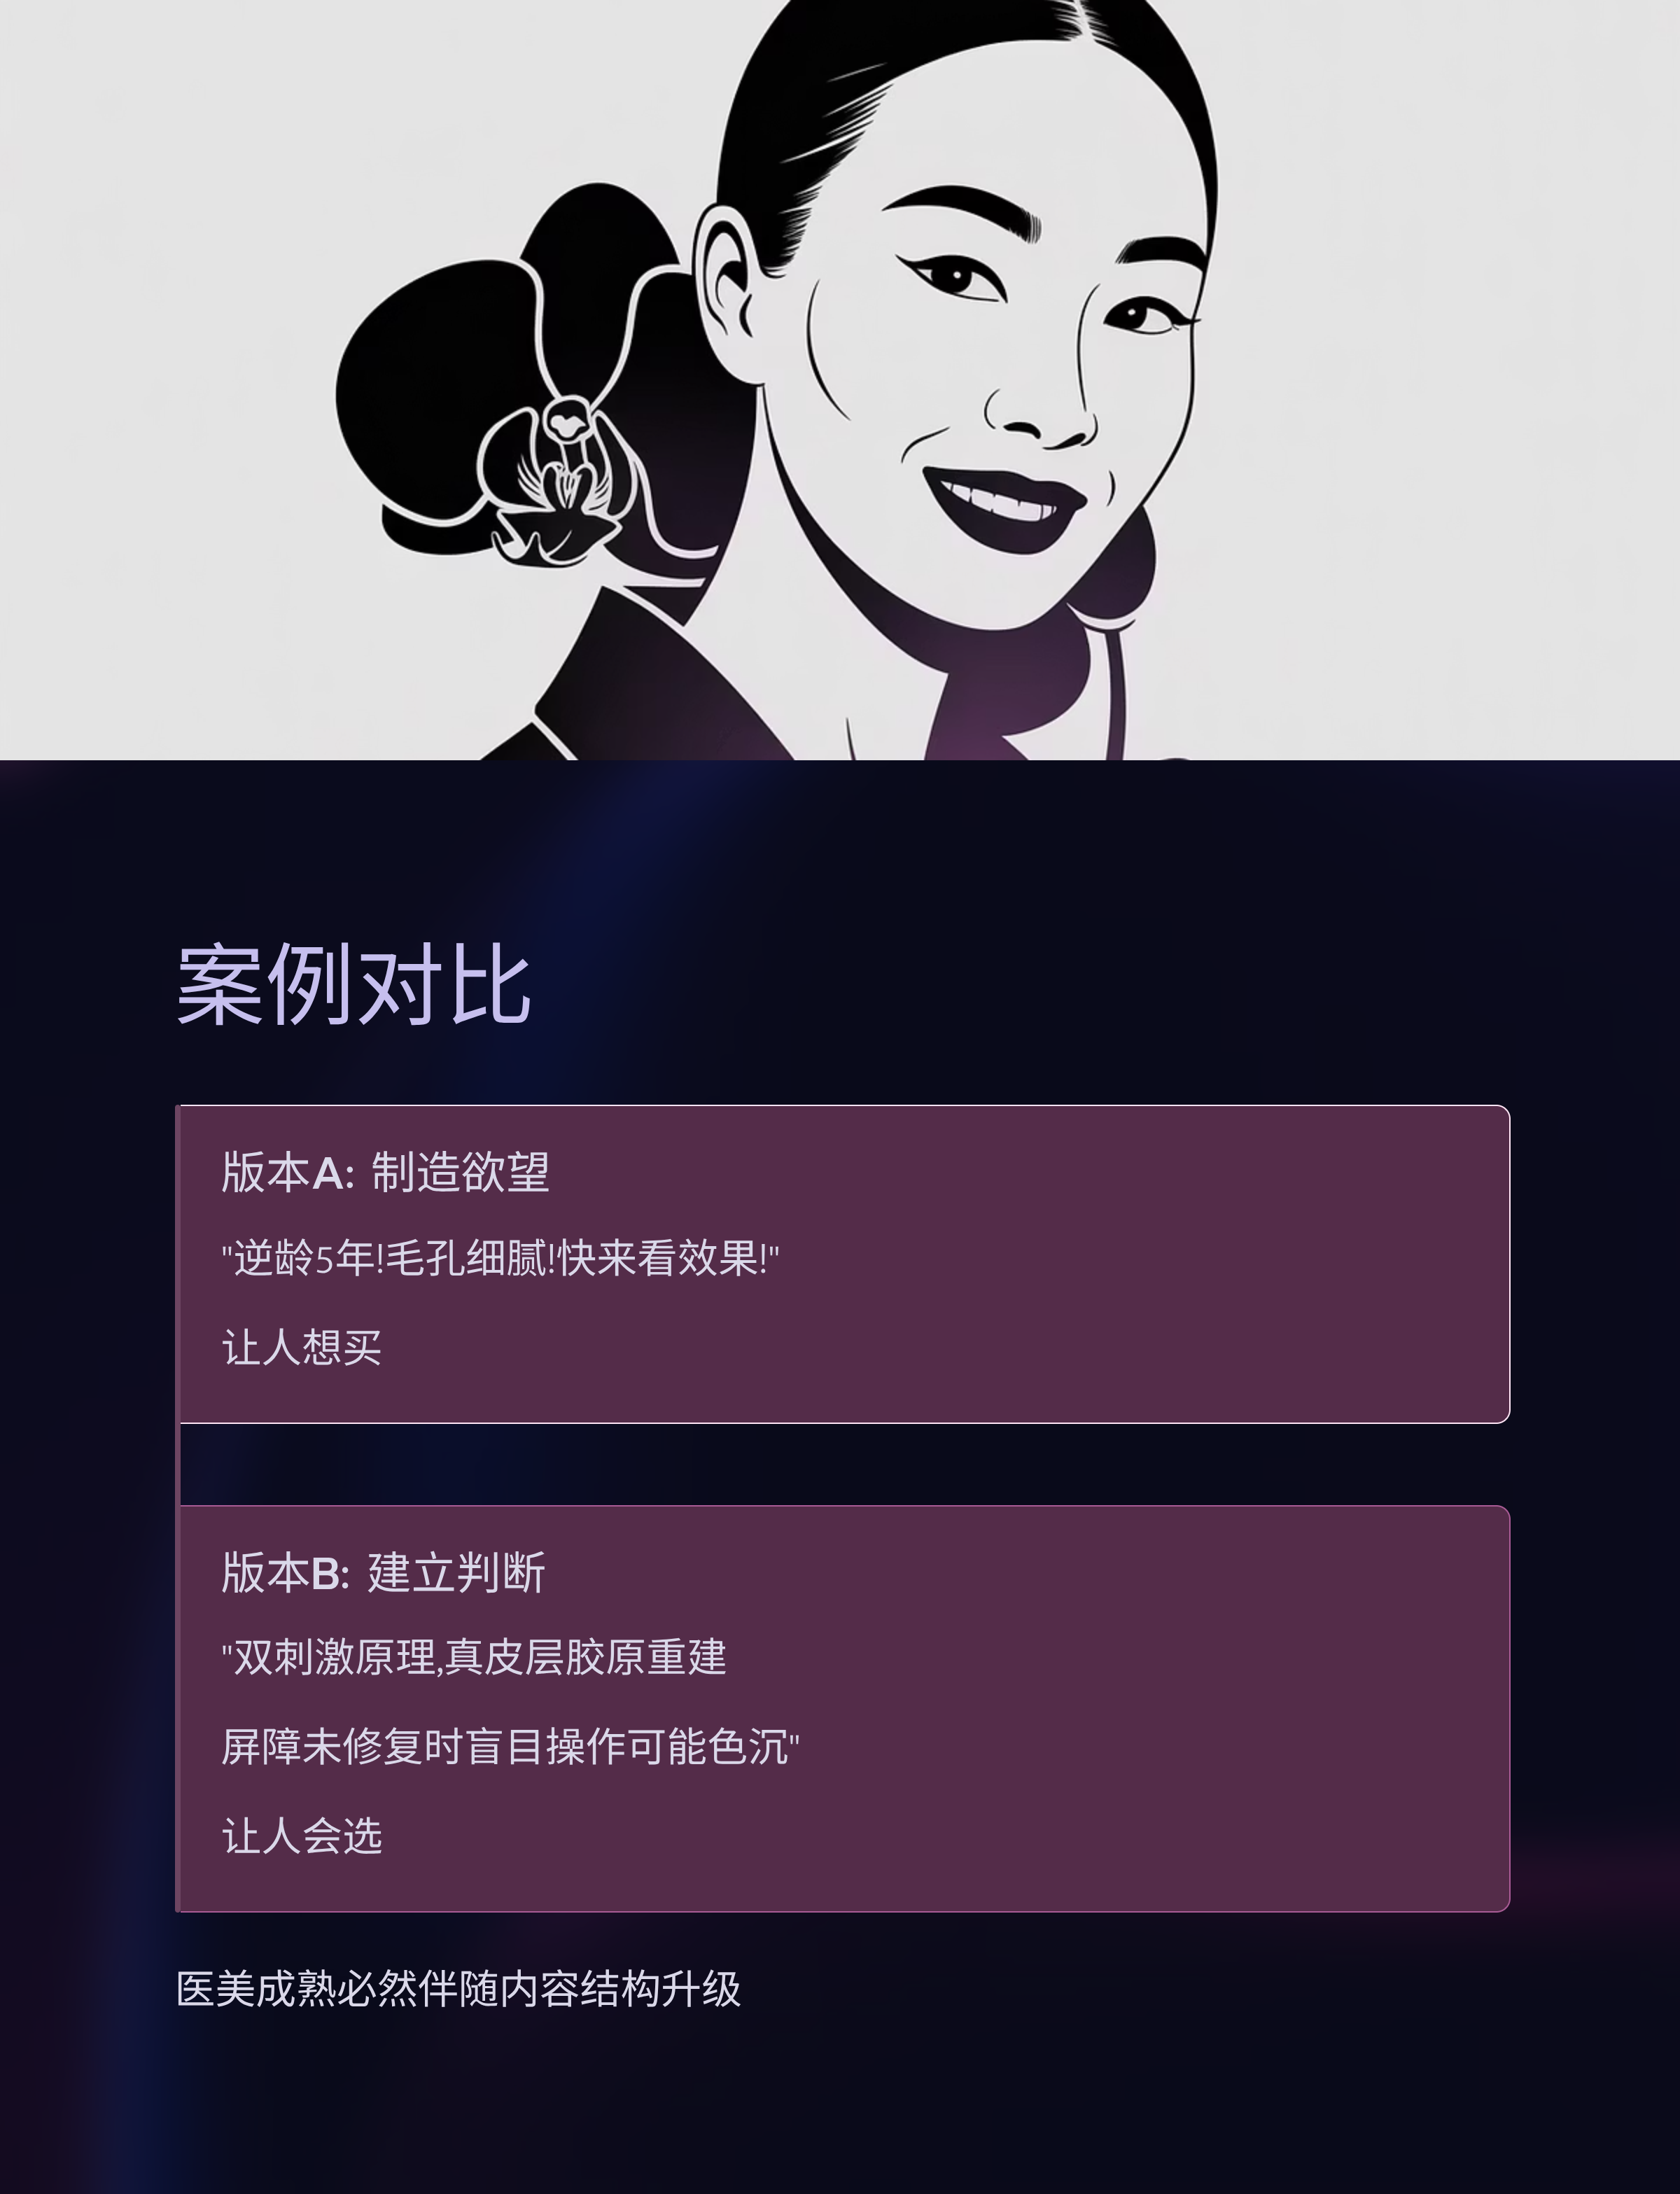 案例对比
版本A: 制造欲望
"逆龄5年!毛孔细腻!快来看效果!"
让人想买
版本B: 建立判断
"双刺激原理,真皮层胶原重建
屏障未修复时盲目操作可能色沉"
让人会选
医美成熟必然伴随内容结构升级